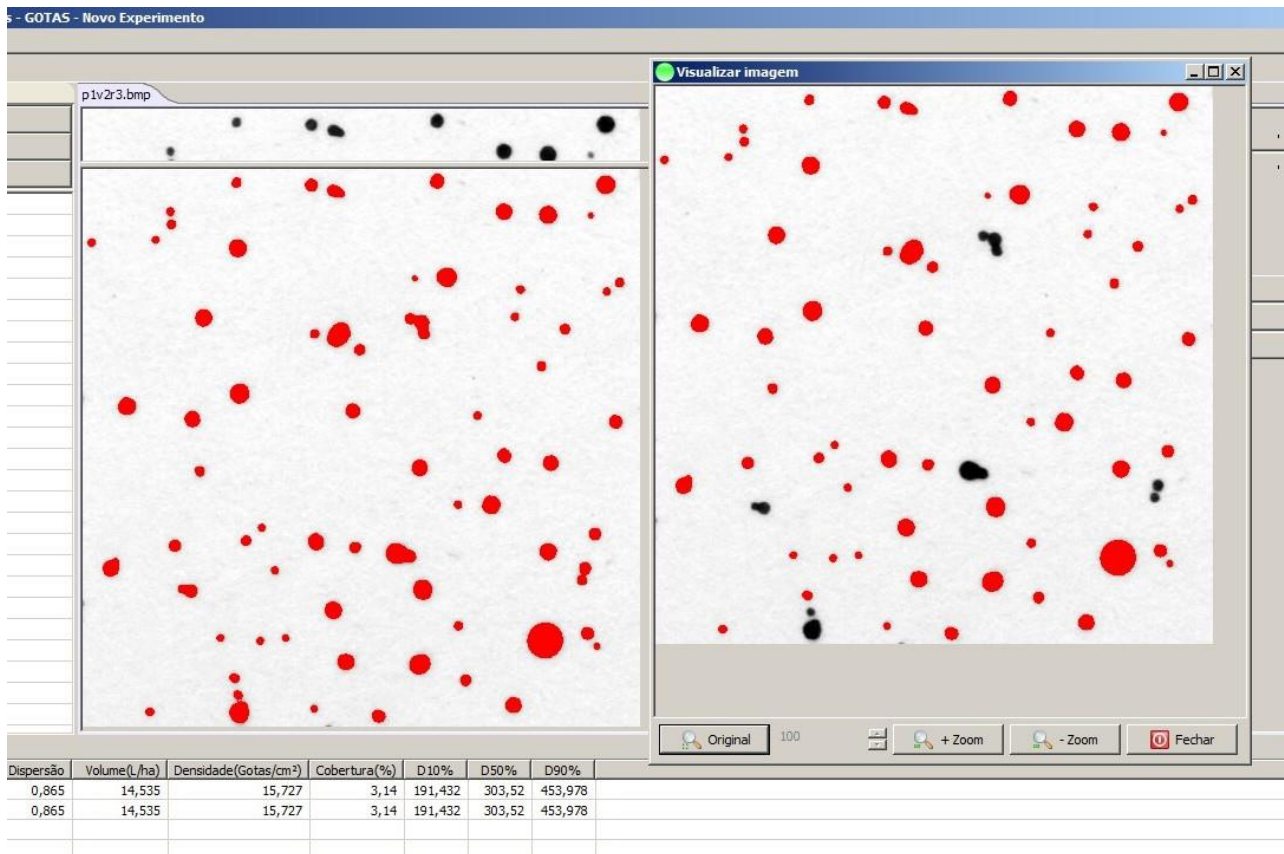 s - GOTAS - Novo Experimento
Visualizar imagem
p1v2r3.bmp
Original
100
+ Zoom
- Zoom
Fechar
Dispersão Volume(L/ha) Densidade(Gotas/cm²) Cobertura(%) D10% D50% D90%
0,865 14,535 15,727 3,14 191,432 303,52 453,978
0,865 14,535 15,727 3,14 191,432 303,52 453,978